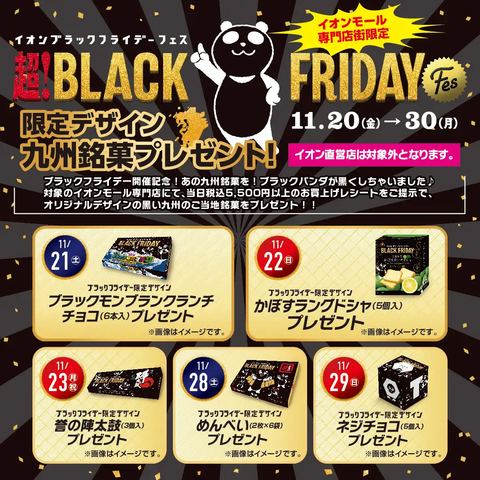 イオンブラックフライデーフェス
イオンモール
専門店街限定
超!BLACK FRIDAY Fes
限定デザイン
九州銘菓プレゼント!
11.20(金)→30(月)
イオン直営店は対象外となります。
ブラックフライデー開催記念!あの九州銘菓を!ブラックパンダが黒くしちゃいました♪
対象のイオンモール専門店にて、当日税込5,500円以上のお買上げレシートをご提示で、
オリジナルデザインの黒い九州のご当地銘菓をプレゼント!!
11/21(土)
BLACK FRIDAY
ブラックフライデー限定デザイン
ブラックモンブランクランチ
チョコ(6本入)プレゼント
※画像はイメージです。
11/22(日)
BLACK FRIDAY
ブラックフライデー限定デザイン
かぼすラングドシャ(5個入)
プレゼント
※画像はイメージです。
11/23(月・祝)
BLACK FRIDAY
ブラックフライデー限定デザイン
誉の陣太鼓(3個入)
プレゼント
※画像はイメージです。
11/28(土)
BLACK FRIDAY
ブラックフライデー限定デザイン
めんべい(2枚×6袋)
プレゼント
※画像はイメージです。
11/29(日)
ブラックフライデー限定デザイン
ネジチョコ(5個入)
プレゼント
※画像はイメージです。